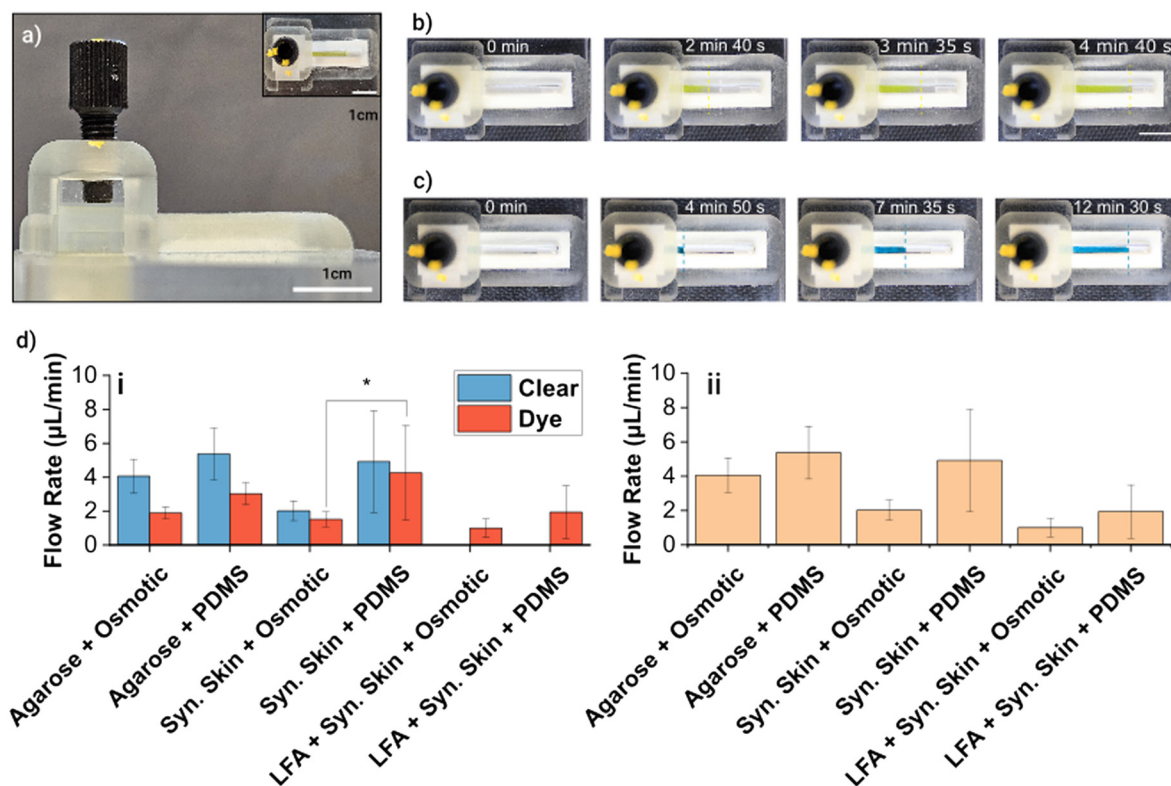 a)
1cm
1cm
b)
0 min
2 min 40 s
3 min 35 s
4 min 40 s
c)
0 min
4 min 50 s
7 min 35 s
12 min 30 s
d)
i
Flow Rate (µL/min)
10
8
6
4
2
0
*
Clear
Dye
Agarose + Osmotic
Agarose + PDMS
Syn. Skin + Osmotic
Syn. Skin + PDMS
LFA + Syn. Skin + Osmotic
LFA + Syn. Skin + PDMS
ii
Flow Rate (µL/min)
10
8
6
4
2
0
Agarose + Osmotic
Agarose + PDMS
Syn. Skin + Osmotic
Syn. Skin + PDMS
LFA + Syn. Skin + Osmotic
LFA + Syn. Skin + PDMS